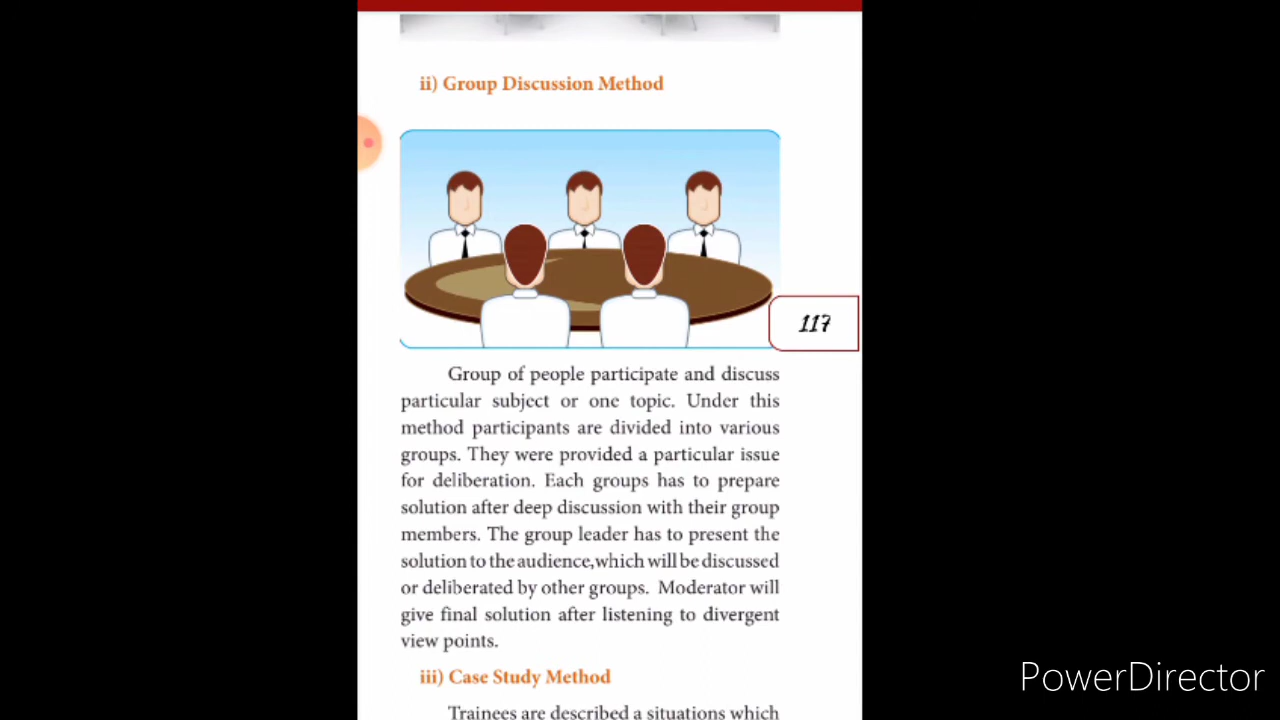 ii) Group Discussion Method
117
Group of people participate and discuss
particular subject or one topic. Under this
method participants are divided into various
groups. They were provided a particular issue
for deliberation. Each groups has to prepare
solution after deep discussion with their group
members. The group leader has to present the
solution to the audience,which will be discussed
or deliberated by other groups. Moderator will
give final solution after listening to divergent
view points.
iii) Case Study Method
Trainees are described a situations which
PowerDirector